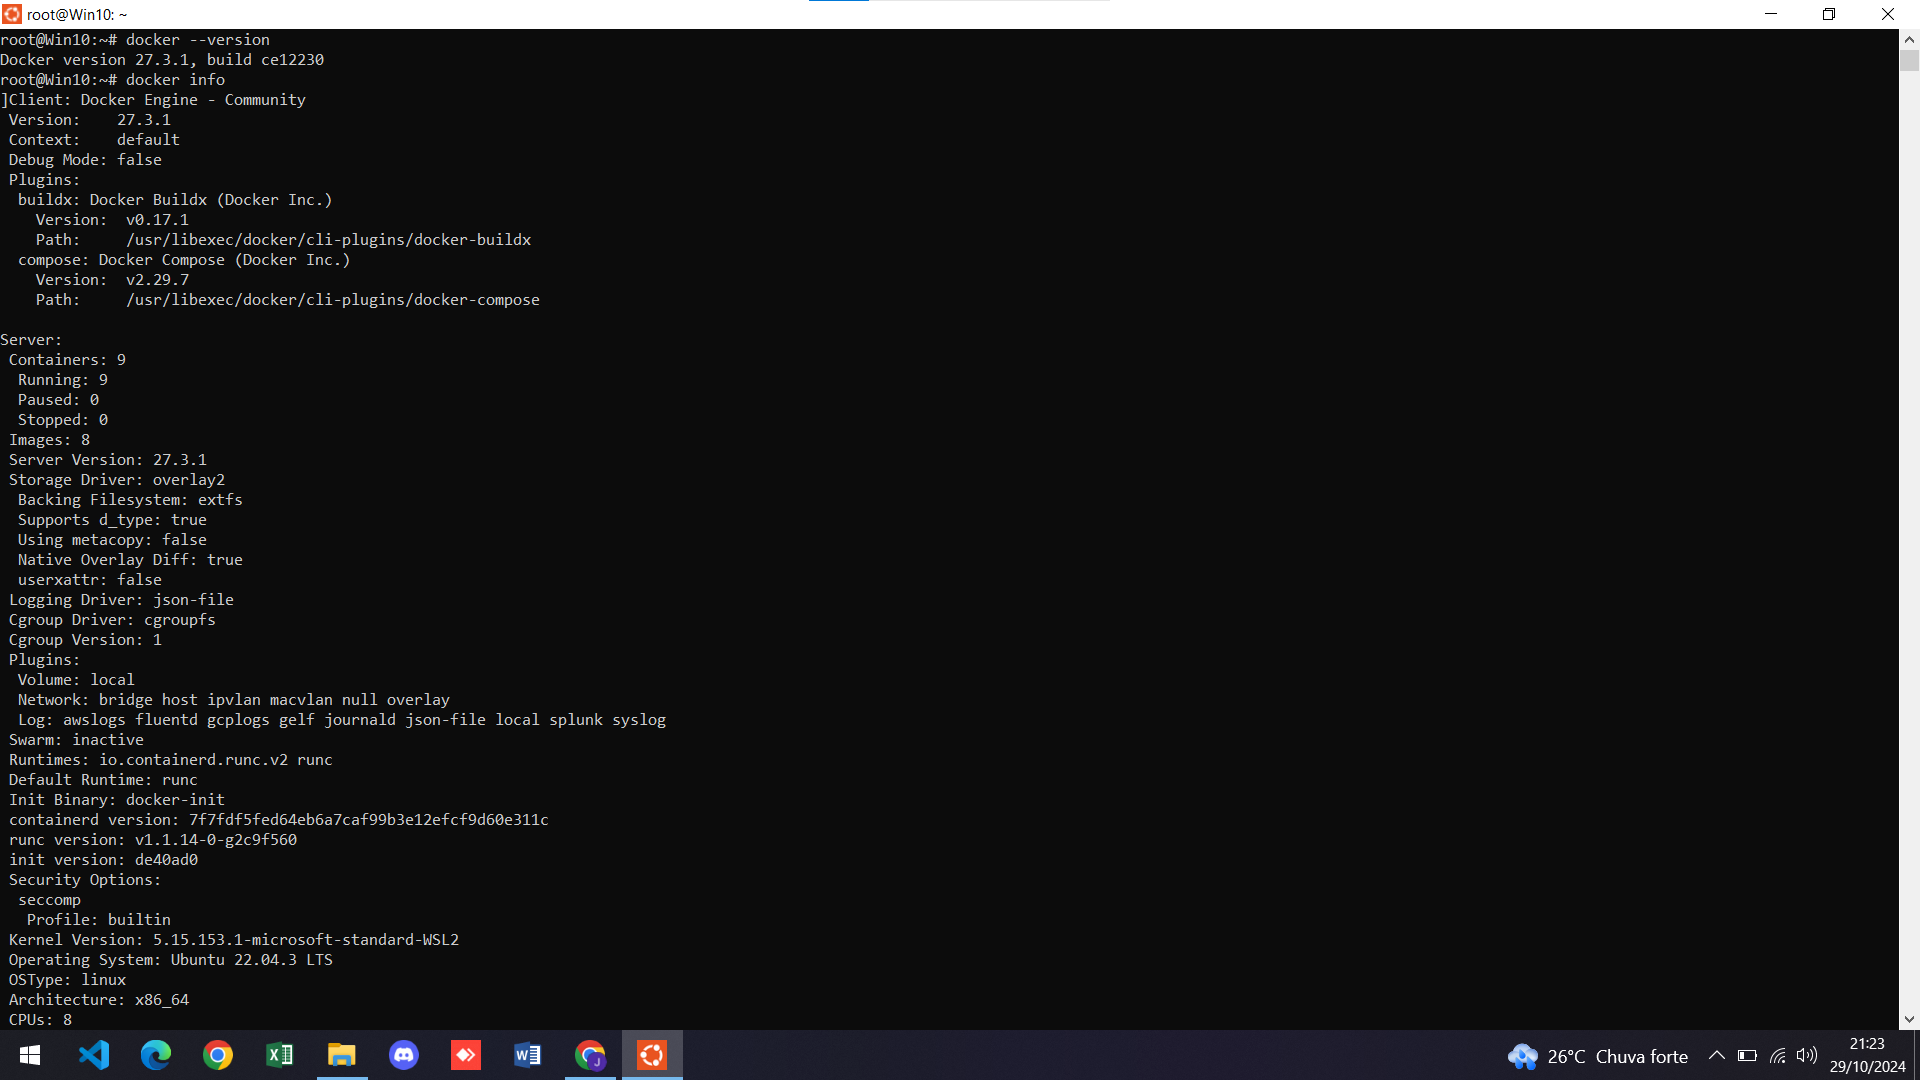 root@Win10: ~
root@Win10:~# docker --version
Docker version 27.3.1, build ce12230
root@Win10:~# docker info
]Client: Docker Engine - Community
 Version:    27.3.1
 Context:    default
 Debug Mode: false
 Plugins:
  buildx: Docker Buildx (Docker Inc.)
    Version:  v0.17.1
    Path:     /usr/libexec/docker/cli-plugins/docker-buildx
  compose: Docker Compose (Docker Inc.)
    Version:  v2.29.7
    Path:     /usr/libexec/docker/cli-plugins/docker-compose

Server:
 Containers: 9
  Running: 9
  Paused: 0
  Stopped: 0
 Images: 8
 Server Version: 27.3.1
 Storage Driver: overlay2
  Backing Filesystem: extfs
  Supports d_type: true
  Using metacopy: false
  Native Overlay Diff: true
  userxattr: false
 Logging Driver: json-file
 Cgroup Driver: cgroupfs
 Cgroup Version: 1
 Plugins:
  Volume: local
  Network: bridge host ipvlan macvlan null overlay
  Log: awslogs fluentd gcplogs gelf journald json-file local splunk syslog
 Swarm: inactive
 Runtimes: io.containerd.runc.v2 runc
 Default Runtime: runc
 Init Binary: docker-init
 containerd version: 7f7fdf5fed64eb6a7caf99b3e12efcf9d60e311c
 runc version: v1.1.14-0-g2c9f560
 init version: de40ad0
 Security Options:
  seccomp
   Profile: builtin
 Kernel Version: 5.15.153.1-microsoft-standard-WSL2
 Operating System: Ubuntu 22.04.3 LTS
 OSType: linux
 Architecture: x86_64
 CPUs: 8
26°C Chuva forte
21:23
29/10/2024